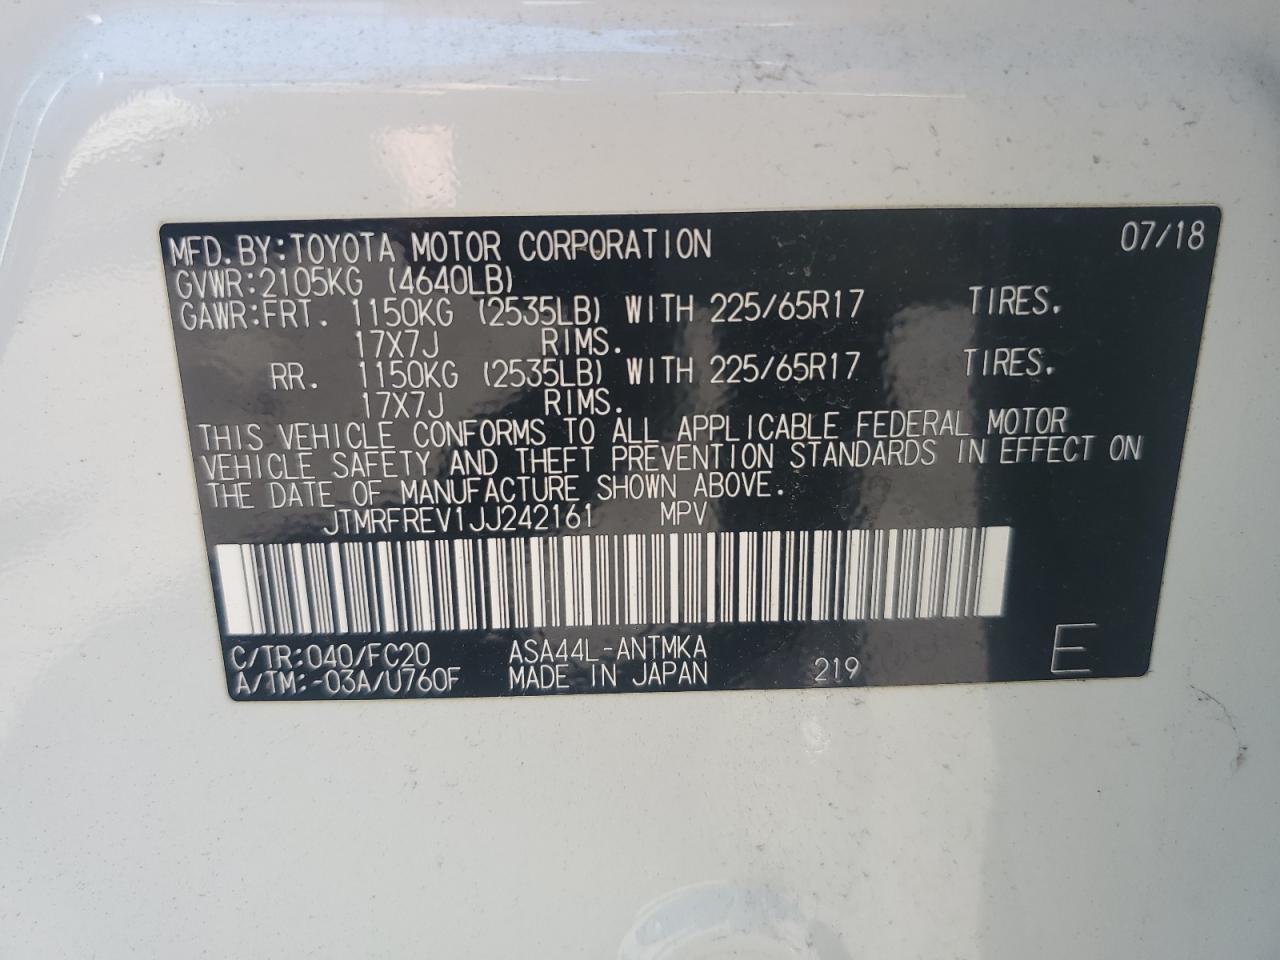 MFD.BY:TOYOTA MOTOR CORPORATION 07/18
GVWR:2105KG (4640LB)
GAWR:FRT. 1150KG (2535LB) WITH 225/65R17 TIRES.
17X7J RIMS.
RR. 1150KG (2535LB) WITH 225/65R17 TIRES.
17X7J RIMS.
THIS VEHICLE CONFORMS TO ALL APPLICABLE FEDERAL MOTOR
VEHICLE SAFETY AND THEFT PREVENTION STANDARDS IN EFFECT ON
THE DATE OF MANUFACTURE SHOWN ABOVE.
JTMRFREV1JJ242161 MPV
C/TR:040/FC20 ASA44L-ANTMKA
A/TM:-03A/U760F MADE IN JAPAN 219 E